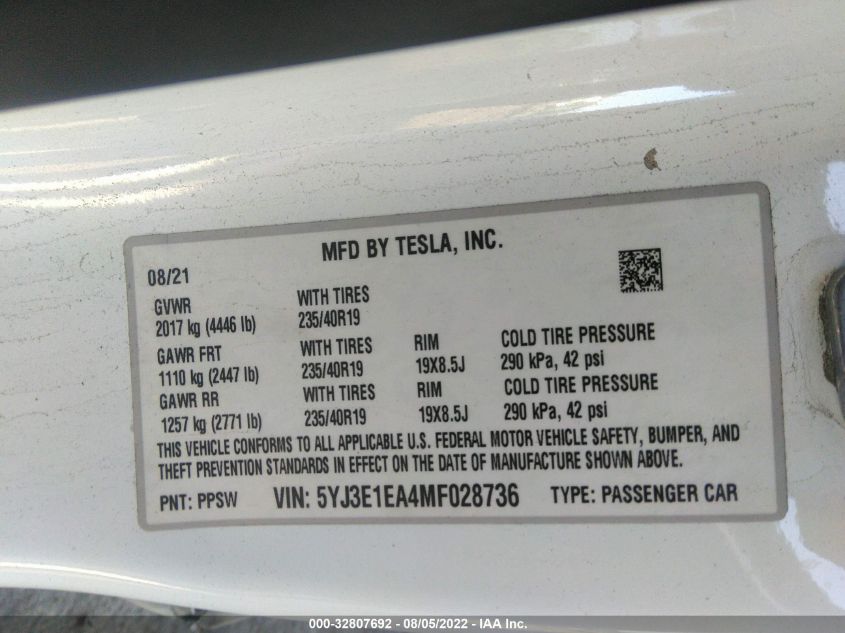 MFD BY TESLA, INC.
08/21
GVWR WITH TIRES
2017 kg (4446 lb) 235/40R19
GAWR FRT WITH TIRES RIM COLD TIRE PRESSURE
1110 kg (2447 lb) 235/40R19 19X8.5J 290 kPa, 42 psi
GAWR RR WITH TIRES RIM COLD TIRE PRESSURE
1257 kg (2771 lb) 235/40R19 19X8.5J 290 kPa, 42 psi
THIS VEHICLE CONFORMS TO ALL APPLICABLE U.S. FEDERAL MOTOR VEHICLE SAFETY, BUMPER, AND
THEFT PREVENTION STANDARDS IN EFFECT ON THE DATE OF MANUFACTURE SHOWN ABOVE.
PNT: PPSW VIN: 5YJ3E1EA4MF028736 TYPE: PASSENGER CAR
000-32807692 - 08/05/2022 - IAA Inc.